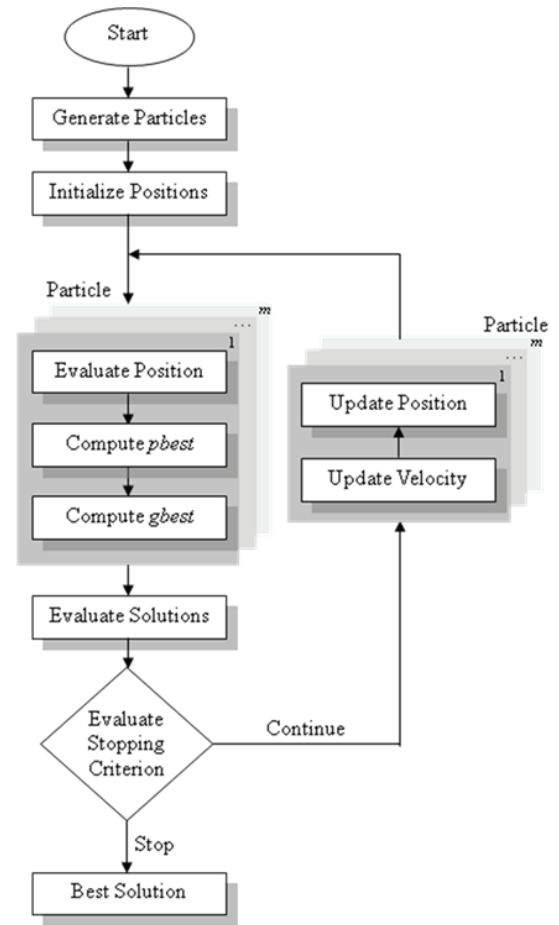 Start
Generate Particles
Initialize Positions
Particle
m
...
1
Evaluate Position
Compute pbest
Compute gbest
Evaluate Solutions
Evaluate
Stopping
Criterion
Continue
Stop
Best Solution
Particle
m
...
1
Update Position
Update Velocity